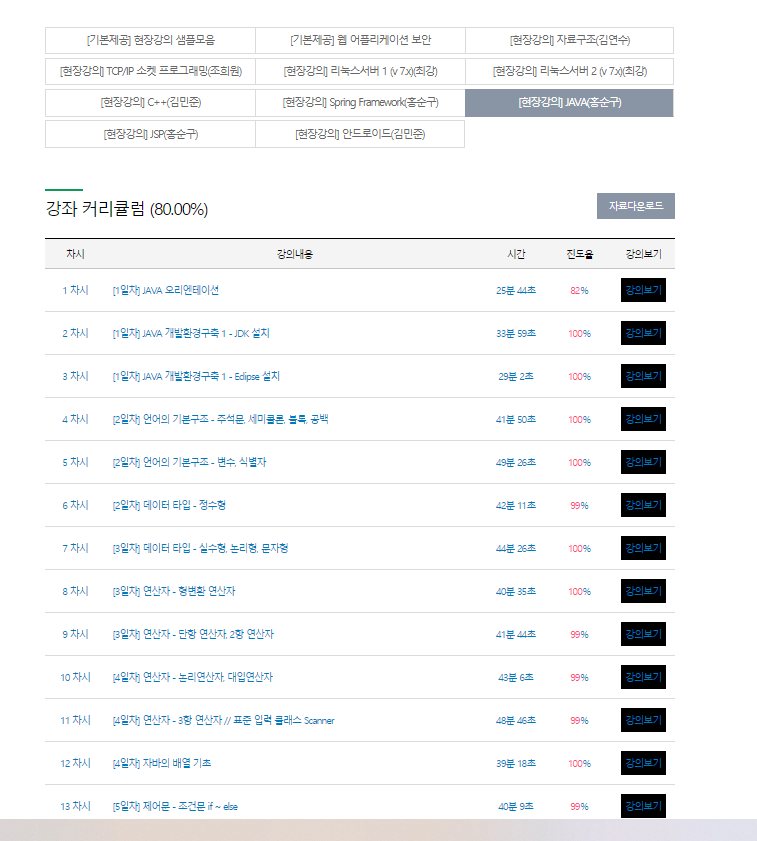 [기본제공] 현장강의 샘플모음 [기본제공] 웹 어플리케이션 보안 [현장강의] 자료구조(김연수)
[현장강의] TCP/IP 소켓 프로그래밍(조희원) [현장강의] 리눅스서버 1 (v 7.x)(최강) [현장강의] 리눅스서버 2 (v 7.x)(최강)
[현장강의] C++(김민준) [현장강의] Spring Framework(홍순구) [현장강의] JAVA(홍순구)
[현장강의] JSP(홍순구) [현장강의] 안드로이드(김민준)
강좌 커리큘럼 (80.00%) 자료다운로드
차시 강의내용 시간 진도율 강의보기
1 차시 [1일차] JAVA 오리엔테이션 25분 44초 82% 강의보기
2 차시 [1일차] JAVA 개발환경구축 1 - JDK 설치 33분 59초 100% 강의보기
3 차시 [1일차] JAVA 개발환경구축 1 - Eclipse 설치 29분 2초 100% 강의보기
4 차시 [2일차] 언어의 기본구조 - 주석문, 세미콜론, 블록, 공백 41분 50초 100% 강의보기
5 차시 [2일차] 언어의 기본구조 - 변수, 식별자 49분 26초 100% 강의보기
6 차시 [2일차] 데이터 타입 - 정수형 42분 11초 99% 강의보기
7 차시 [3일차] 데이터 타입 - 실수형, 논리형, 문자형 44분 26초 100% 강의보기
8 차시 [3일차] 연산자 - 형변환 연산자 40분 35초 100% 강의보기
9 차시 [3일차] 연산자 - 단항 연산자, 2항 연산자 41분 44초 99% 강의보기
10 차시 [4일차] 연산자 - 논리연산자, 대입연산자 43분 6초 99% 강의보기
11 차시 [4일차] 연산자 - 3항 연산자 // 표준 입력 클래스 Scanner 48분 46초 99% 강의보기
12 차시 [4일차] 자바의 배열 기초 39분 18초 100% 강의보기
13 차시 [5일차] 제어문 - 조건문 if ~ else 40분 9초 99% 강의보기